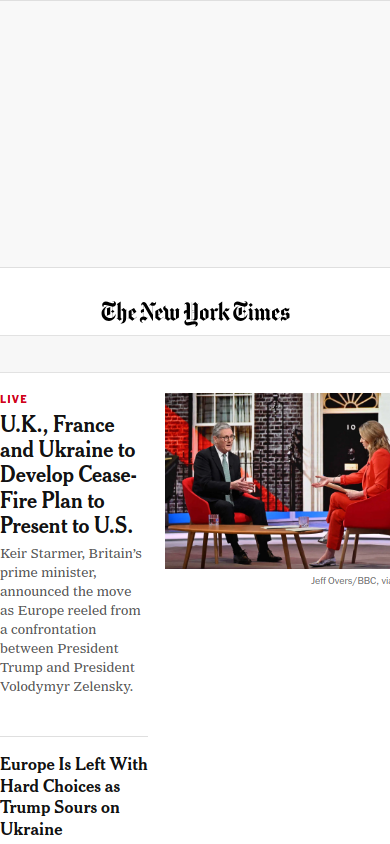 The New York Times
LIVE
U.K., France
and Ukraine to
Develop Cease-
Fire Plan to
Present to U.S.
Keir Starmer, Britain's
prime minister,
announced the move
as Europe reeled from
a confrontation
between President
Trump and President
Volodymyr Zelensky.
10
Jeff Overs/BBC, via
Europe Is Left With
Hard Choices as
Trump Sours on
Ukraine